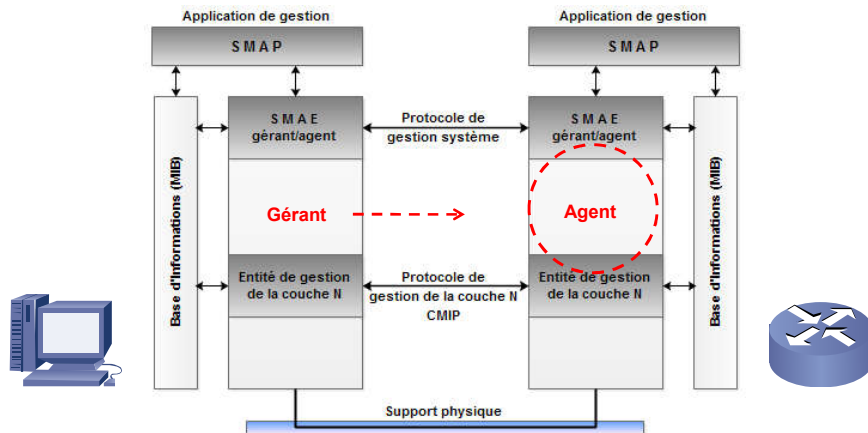 Application de gestion
Application de gestion
S M A P
S M A P
Base d'Informations (MIB)
S M A E
gérant/agent
Protocole de
gestion système
S M A E
gérant/agent
Base d'Informations (MIB)
Gérant
Agent
Entité de gestion
de la couche N
Protocole de
gestion de la couche N
CMIP
Entité de gestion
de la couche N
Support physique